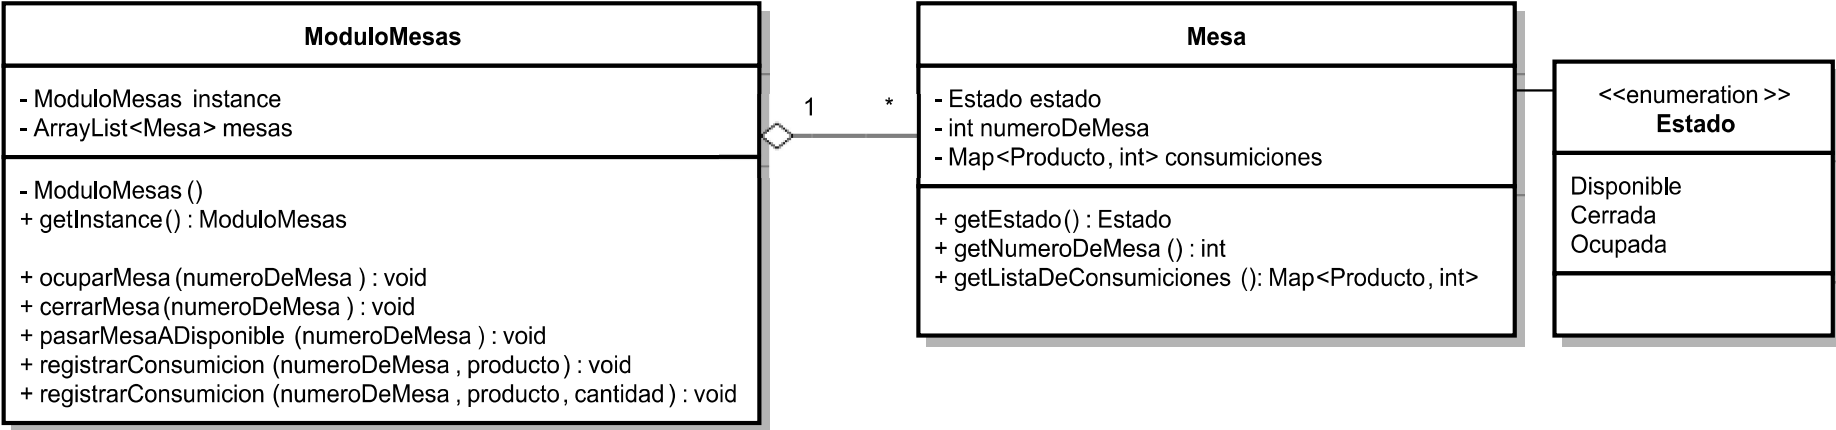 ModuloMesas
- ModuloMesas instance
- ArrayList<Mesa> mesas
- ModuloMesas ()
+ getInstance() : ModuloMesas
+ ocuparMesa (numeroDeMesa ) : void
+ cerrarMesa (numeroDeMesa ) : void
+ pasarMesaADisponible (numeroDeMesa ) : void
+ registrarConsumicion (numeroDeMesa , producto) : void
+ registrarConsumicion (numeroDeMesa , producto, cantidad ) : void
1 *
Mesa
- Estado estado
- int numeroDeMesa
- Map<Producto, int> consumiciones
+ getEstado() : Estado
+ getNumeroDeMesa () : int
+ getListaDeConsumiciones (): Map<Producto, int>
<<enumeration >>
Estado
Disponible
Cerrada
Ocupada